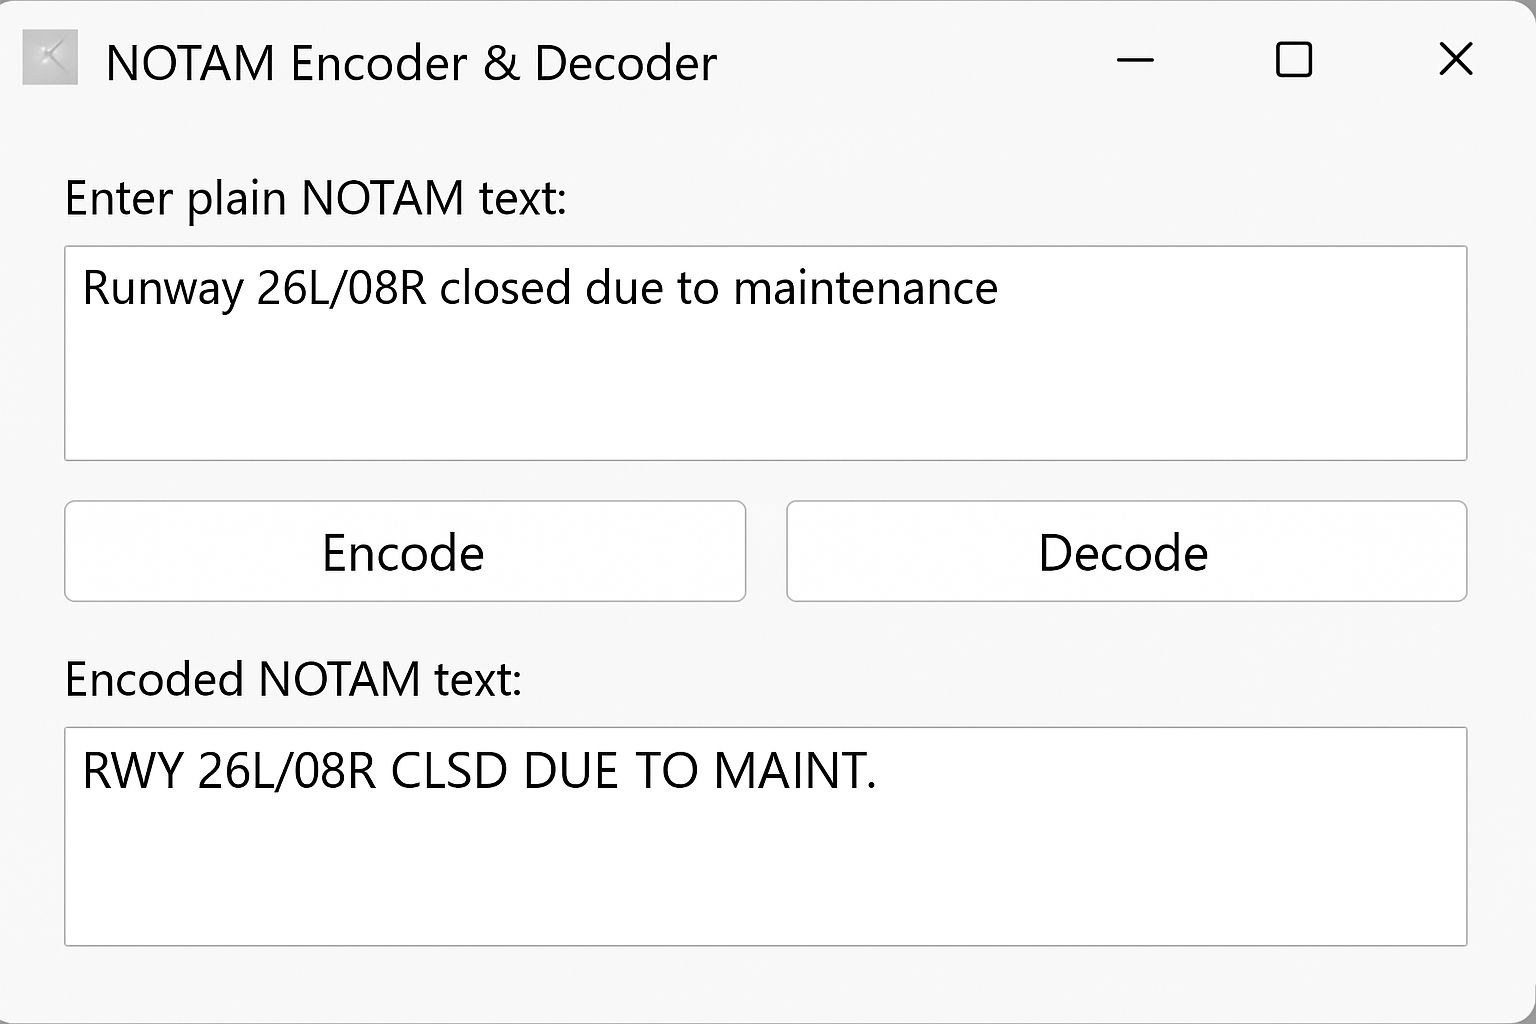 NOTAM Encoder & Decoder
Enter plain NOTAM text:
Runway 26L/08R closed due to maintenance
Encode
Decode
Encoded NOTAM text:
RWY 26L/08R CLSD DUE TO MAINT.